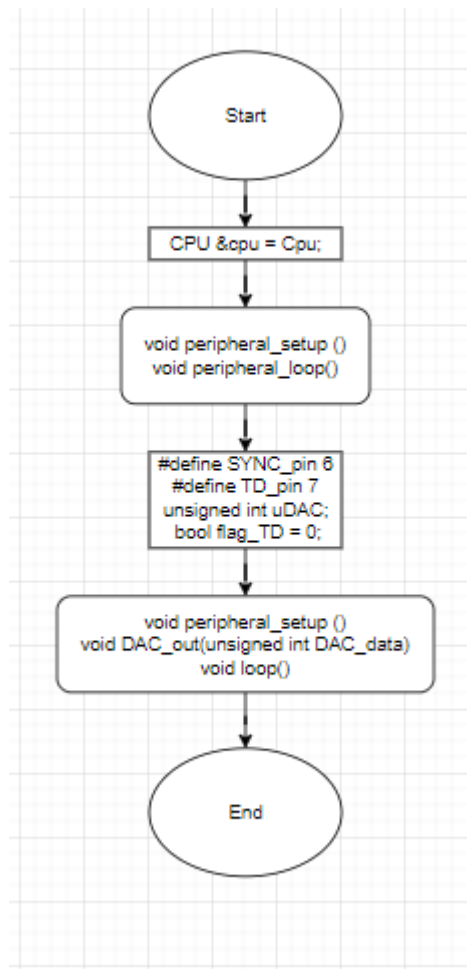 Start
CPU &cpu = Cpu;
void peripheral_setup ()
void peripheral_loop()
#define SYNC_pin 6
#define TD_pin 7
unsigned int uDAC;
bool flag_TD = 0;
void peripheral_setup ()
void DAC_out(unsigned int DAC_data)
void loop()
End